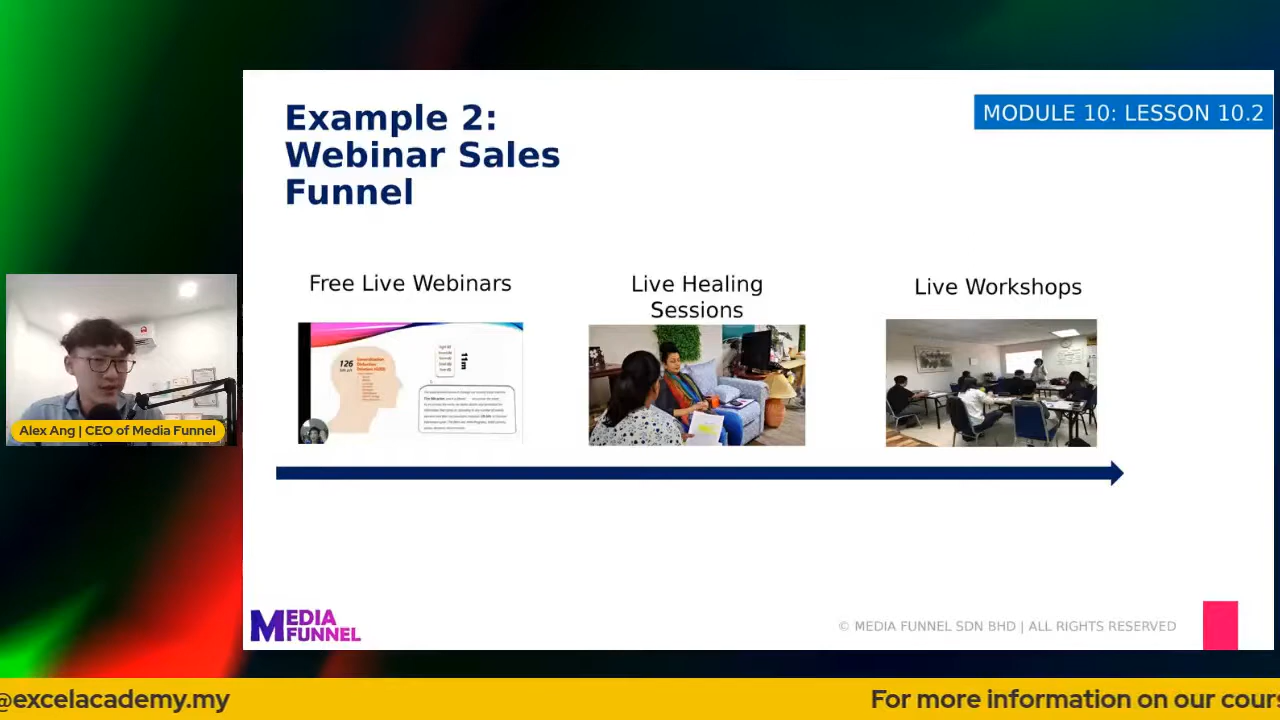 Example 2:
Webinar Sales
Funnel
MODULE 10: LESSON 10.2
Free Live Webinars
Live Healing
Sessions
Live Workshops
126
11m
Alex Ang | CEO of Media Funnel
MEDIA
FUNNEL
© MEDIA FUNNEL SDN BHD | ALL RIGHTS RESERVED
@excelacademy.my
For more information on our cours